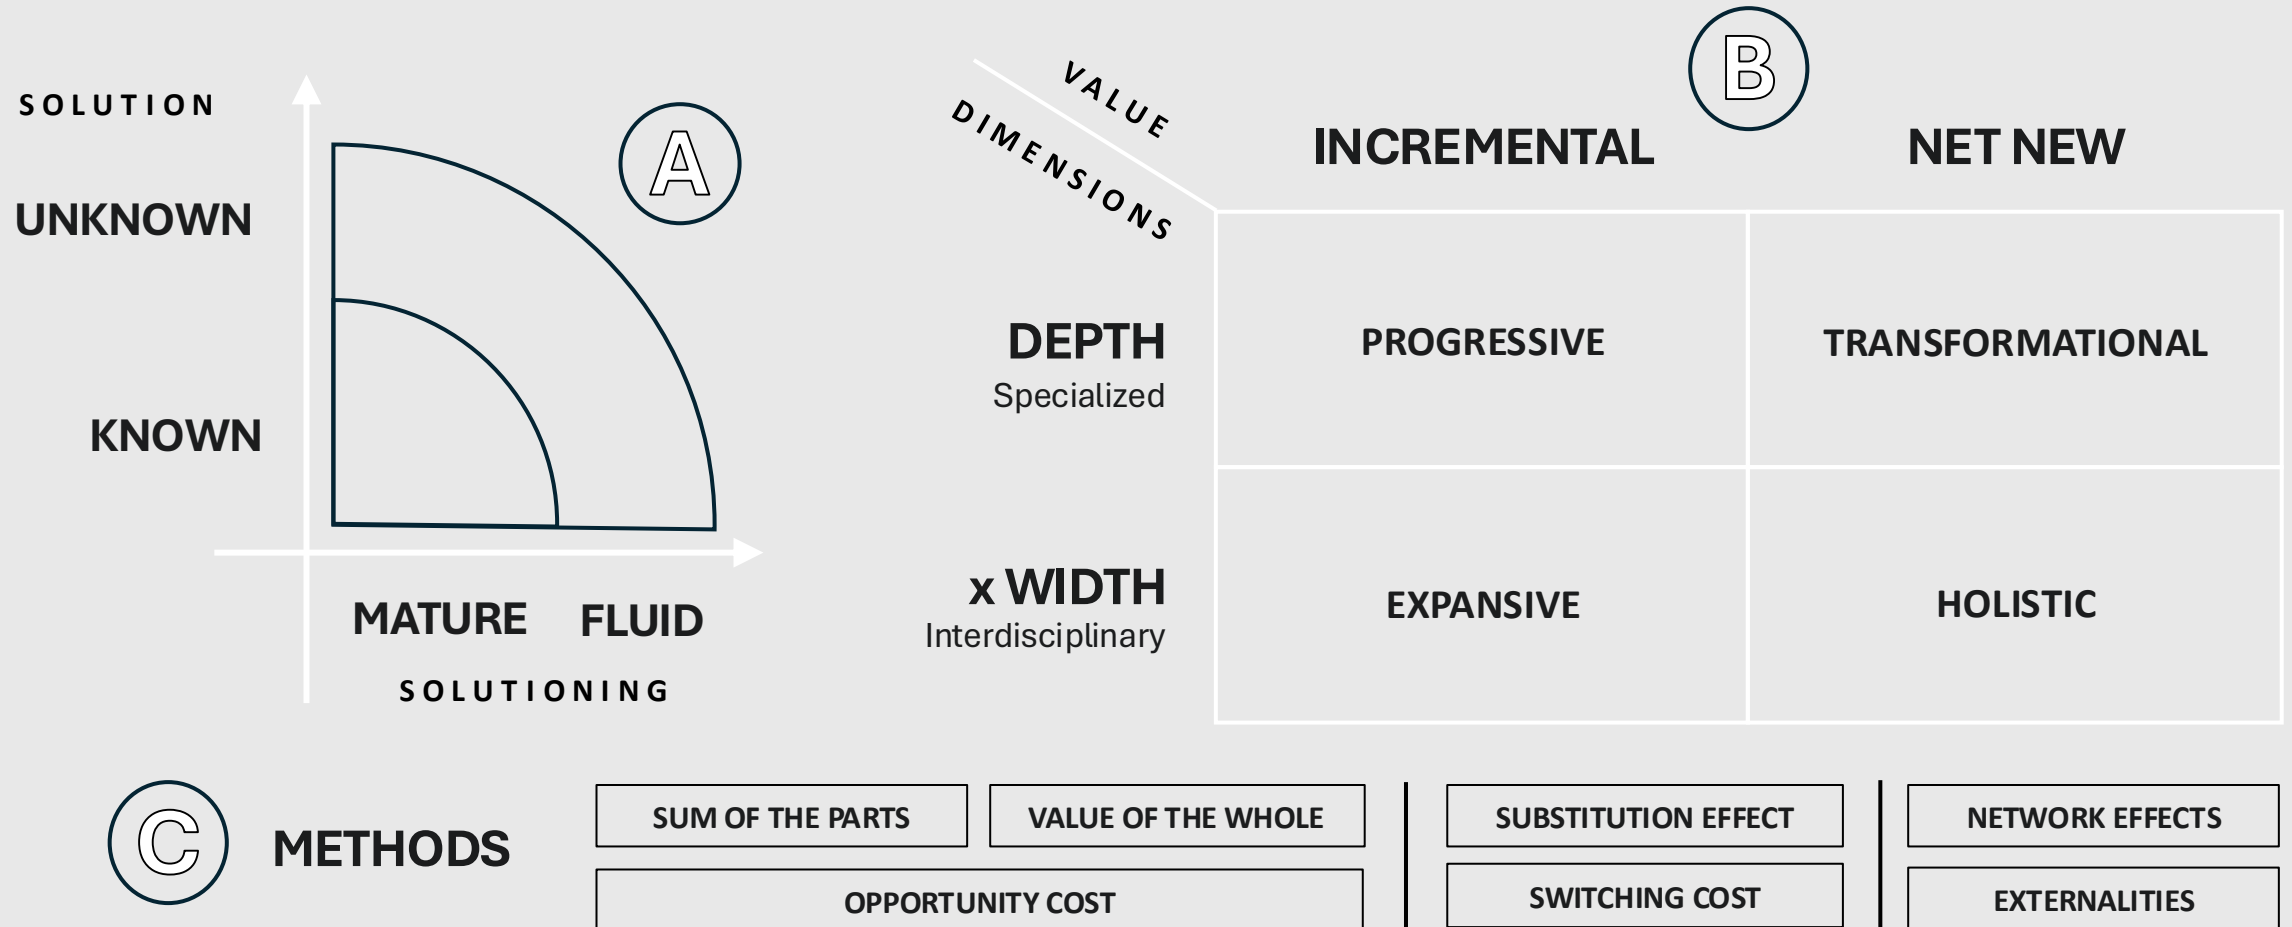 A
SOLUTION
UNKNOWN
KNOWN
MATURE FLUID
SOLUTIONING
B
VALUE
DIMENSIONS
INCREMENTAL NET NEW
DEPTH
Specialized
PROGRESSIVE TRANSFORMATIONAL
x WIDTH
Interdisciplinary
EXPANSIVE HOLISTIC
C
METHODS
SUM OF THE PARTS VALUE OF THE WHOLE
OPPORTUNITY COST
SUBSTITUTION EFFECT
SWITCHING COST
NETWORK EFFECTS
EXTERNALITIES